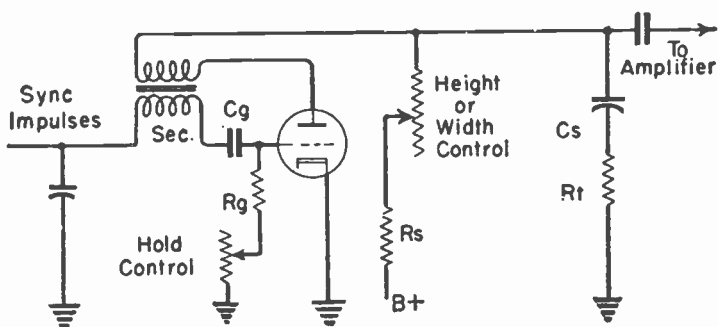 Sync
Impulses
Sec.
Cg
Rg
Hold
Control
Height
or
Width
Control
Rs
B+
To
Amplifier
Cs
Rt